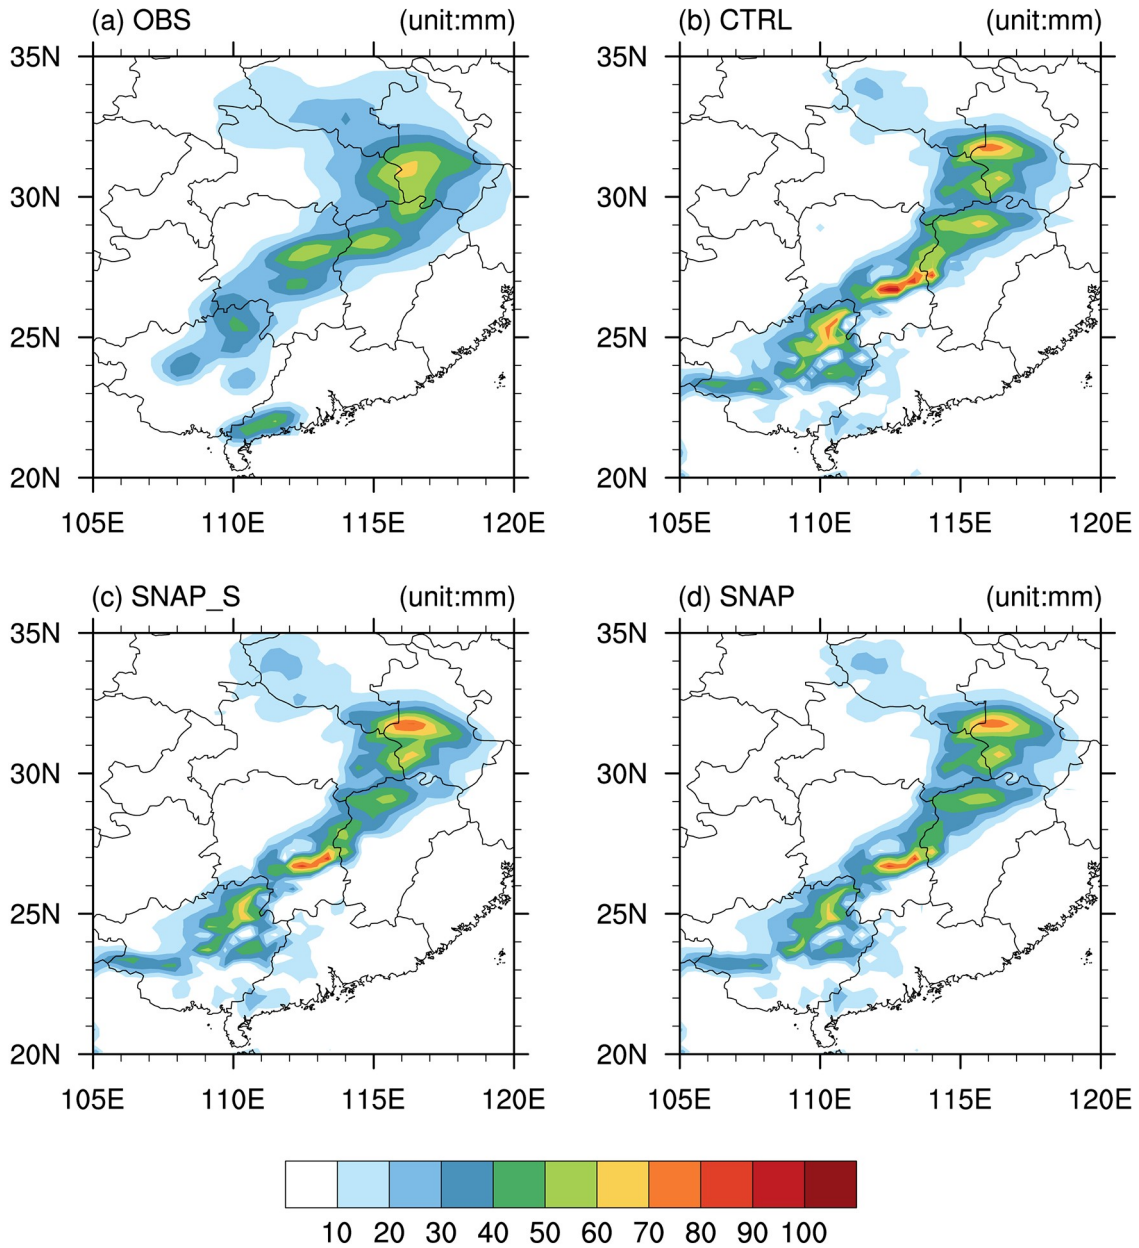 (a) OBS (unit:mm)
35N
30N
25N
20N
105E 110E 115E 120E
(b) CTRL (unit:mm)
35N
30N
25N
20N
105E 110E 115E 120E
(c) SNAP_S (unit:mm)
35N
30N
25N
20N
105E 110E 115E 120E
(d) SNAP (unit:mm)
35N
30N
25N
20N
105E 110E 115E 120E
10 20 30 40 50 60 70 80 90 100